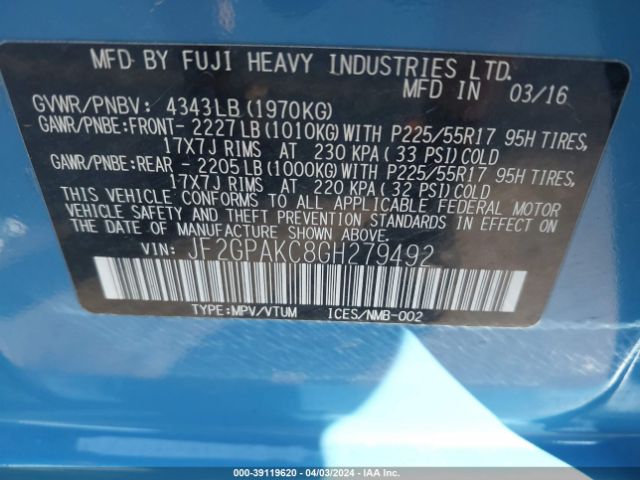 MFD BY FUJI HEAVY INDUSTRIES LTD.
MFD IN 03/16
GVWR/PNBV: 4343LB(1970KG)
GAWR/PNBE:FRONT- 2227LB(1010KG)WITH P225/55R17 95H TIRES,
17X7J RIMS AT 230 KPA(33 PSI)COLD
GAWR/PNBE:REAR - 2205LB(1000KG)WITH P225/55R17 95H TIRES,
17X7J RIMS AT 220 KPA(32 PSI)COLD
THIS VEHICLE CONFORMS TO ALL APPLICABLE FEDERAL MOTOR
VEHICLE SAFETY AND THEFT PREVENTION STANDARDS IN EFFECT ON
THE DATE OF MANUFACTURE SHOWN ABOVE.
VIN: JF2GPAKC8GH279492
TYPE:MPV/VTUM ICES/NMB-002
000-39119620 - 04/03/2024 - IAA Inc.